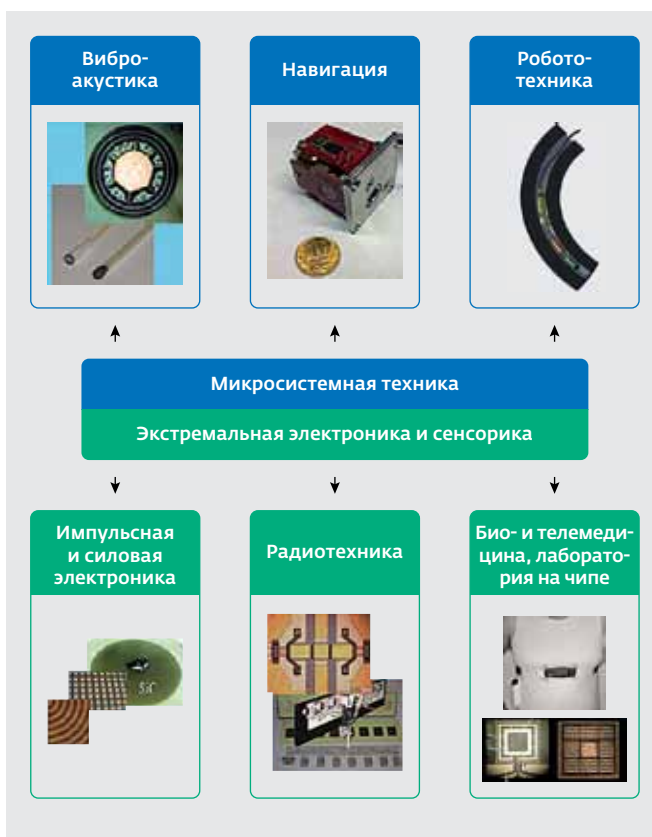 Вибро-
акустика
Навигация
Робото-
техника
Микросистемная техника
Экстремальная электроника и сенсорика
Импульсная
и силовая
электроника
Радиотехника
Био- и телемеди-
цина, лаборато-
рия на чипе
SiC